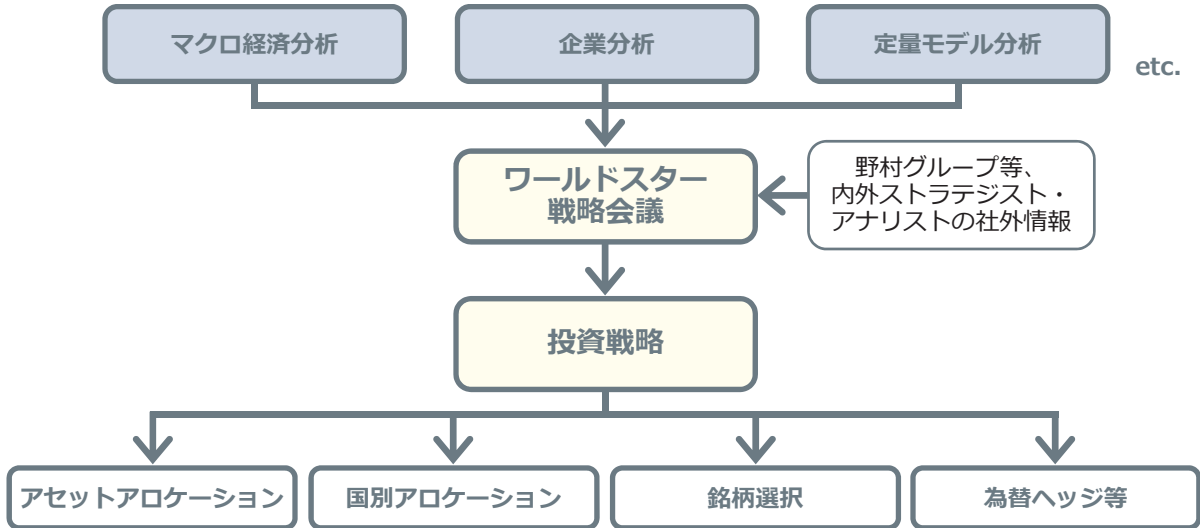 マクロ経済分析
企業分析
定量モデル分析
etc.
ワールドスター
戦略会議
野村グループ等、
内外ストラテジスト・
アナリストの社外情報
投資戦略
アセットアロケーション
国別アロケーション
銘柄選択
為替ヘッジ等